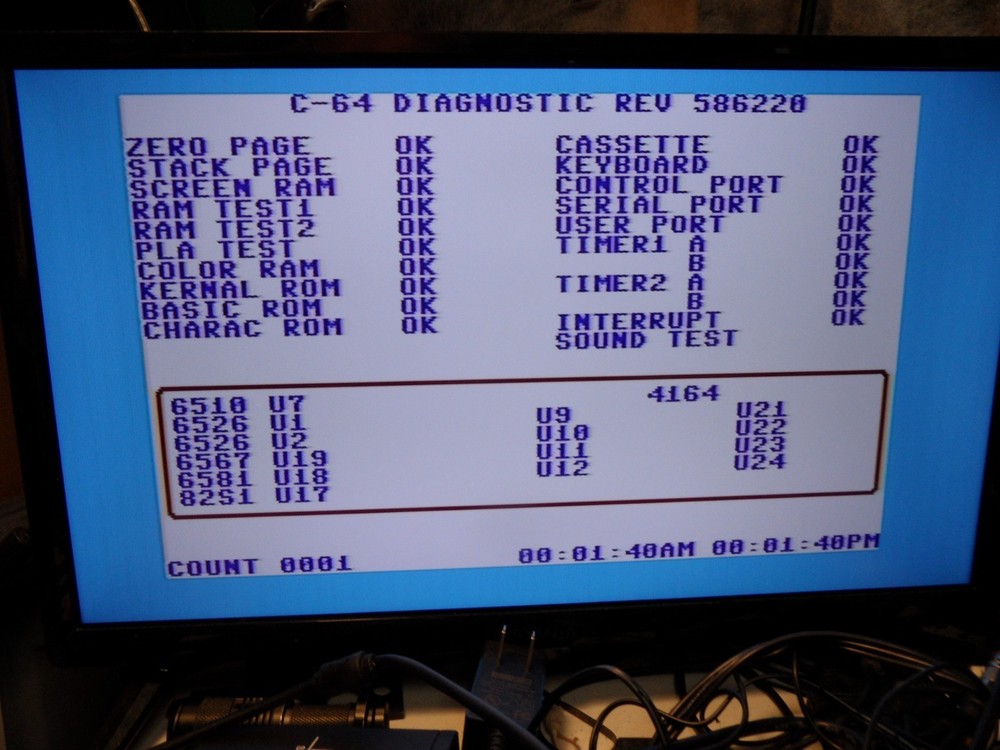 C-64 DIAGNOSTIC REV 586220
ZERO PAGE OK
STACK PAGE OK
SCREEN RAM OK
RAM TEST1 OK
RAM TEST2 OK
PLA TEST OK
COLOR RAM OK
KERNAL ROM OK
BASIC ROM OK
CHARAC ROM OK
CASSETTE OK
KEYBOARD OK
CONTROL PORT OK
SERIAL PORT OK
USER PORT OK
TIMER1 A OK
B OK
TIMER2 A OK
B OK
INTERRUPT OK
SOUND TEST
6510 U7
6526 U1
6526 U2
6567 U19
6581 U18
82S1 U17
4164
U9 U21
U10 U22
U11 U23
U12 U24
COUNT 0001 00:01:40AM 00:01:40PM